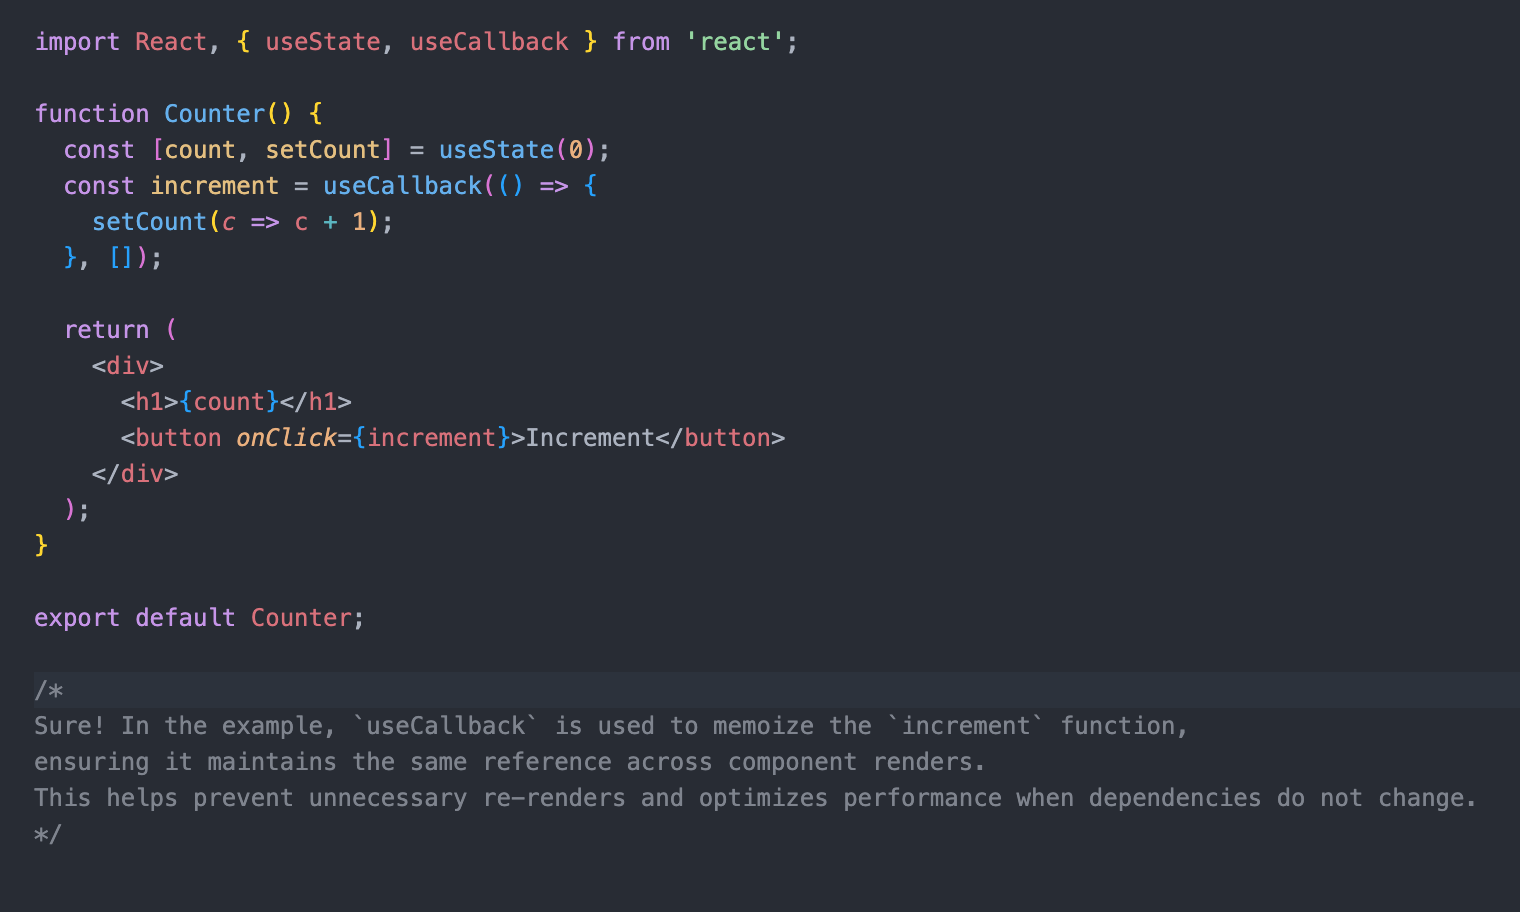 import React, { useState, useCallback } from 'react';

function Counter() {
  const [count, setCount] = useState(0);
  const increment = useCallback(() => {
    setCount(c => c + 1);
  }, []);

  return (
    <div>
      <h1>{count}</h1>
      <button onClick={increment}>Increment</button>
    </div>
  );
}

export default Counter;

/*
Sure! In the example, `useCallback` is used to memoize the `increment` function,
ensuring it maintains the same reference across component renders.
This helps prevent unnecessary re-renders and optimizes performance when dependencies do not change.
*/